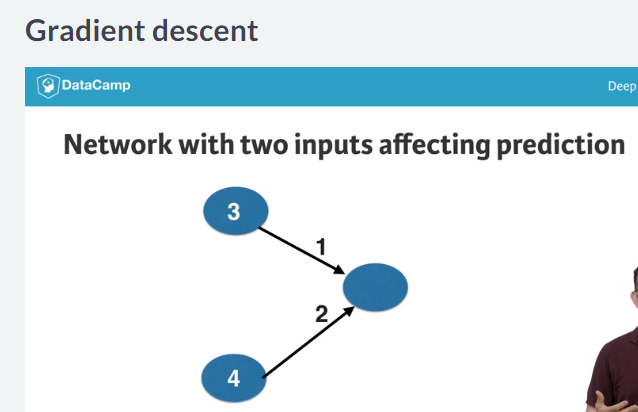 Gradient descent
DataCamp
Deep
Network with two inputs affecting prediction
3
1
2
4